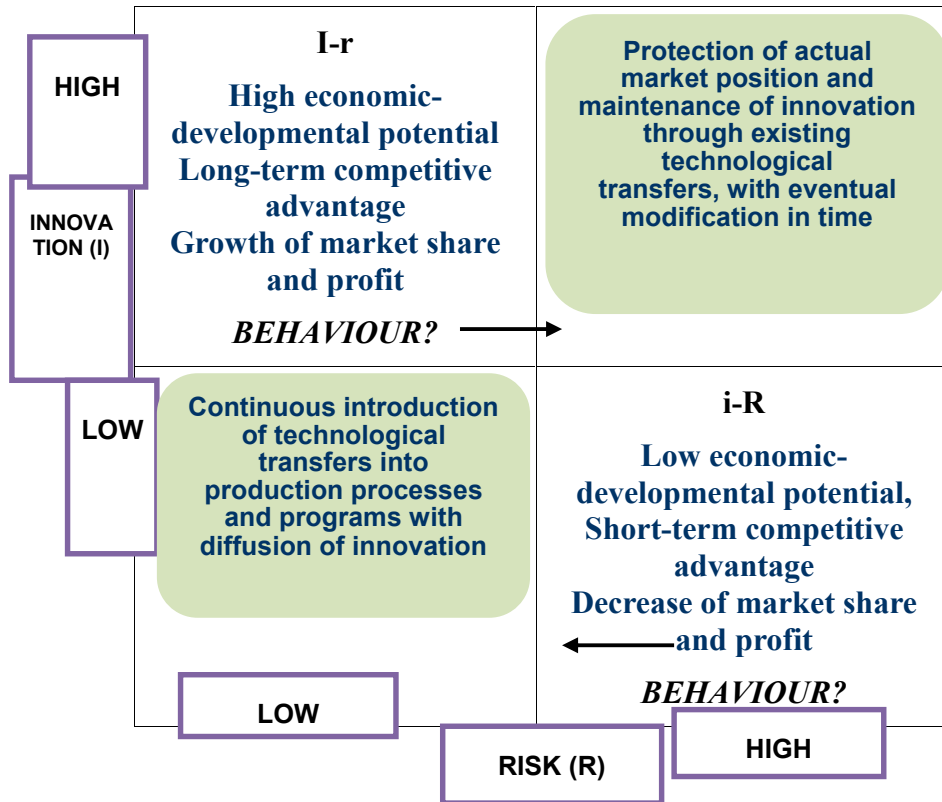 HIGH
INNOVA
TION (I)
LOW
I-r
High economic-
developmental potential
Long-term competitive
advantage
Growth of market share
and profit
BEHAVIOUR?
Protection of actual
market position and
maintenance of innovation
through existing
technological
transfers, with eventual
modification in time
Continuous introduction
of technological
transfers into
production processes
and programs with
diffusion of innovation
i-R
Low economic-
developmental potential,
Short-term competitive
advantage
Decrease of market share
and profit
BEHAVIOUR?
LOW
RISK (R)
HIGH